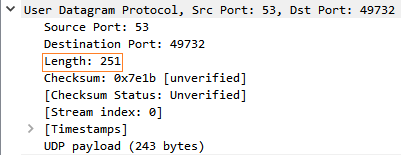 User Datagram Protocol, Src Port: 53, Dst Port: 49732
Source Port: 53
Destination Port: 49732
Length: 251
Checksum: 0x7e1b [unverified]
[Checksum Status: Unverified]
[Stream index: 0]
[Timestamps]
UDP payload (243 bytes)